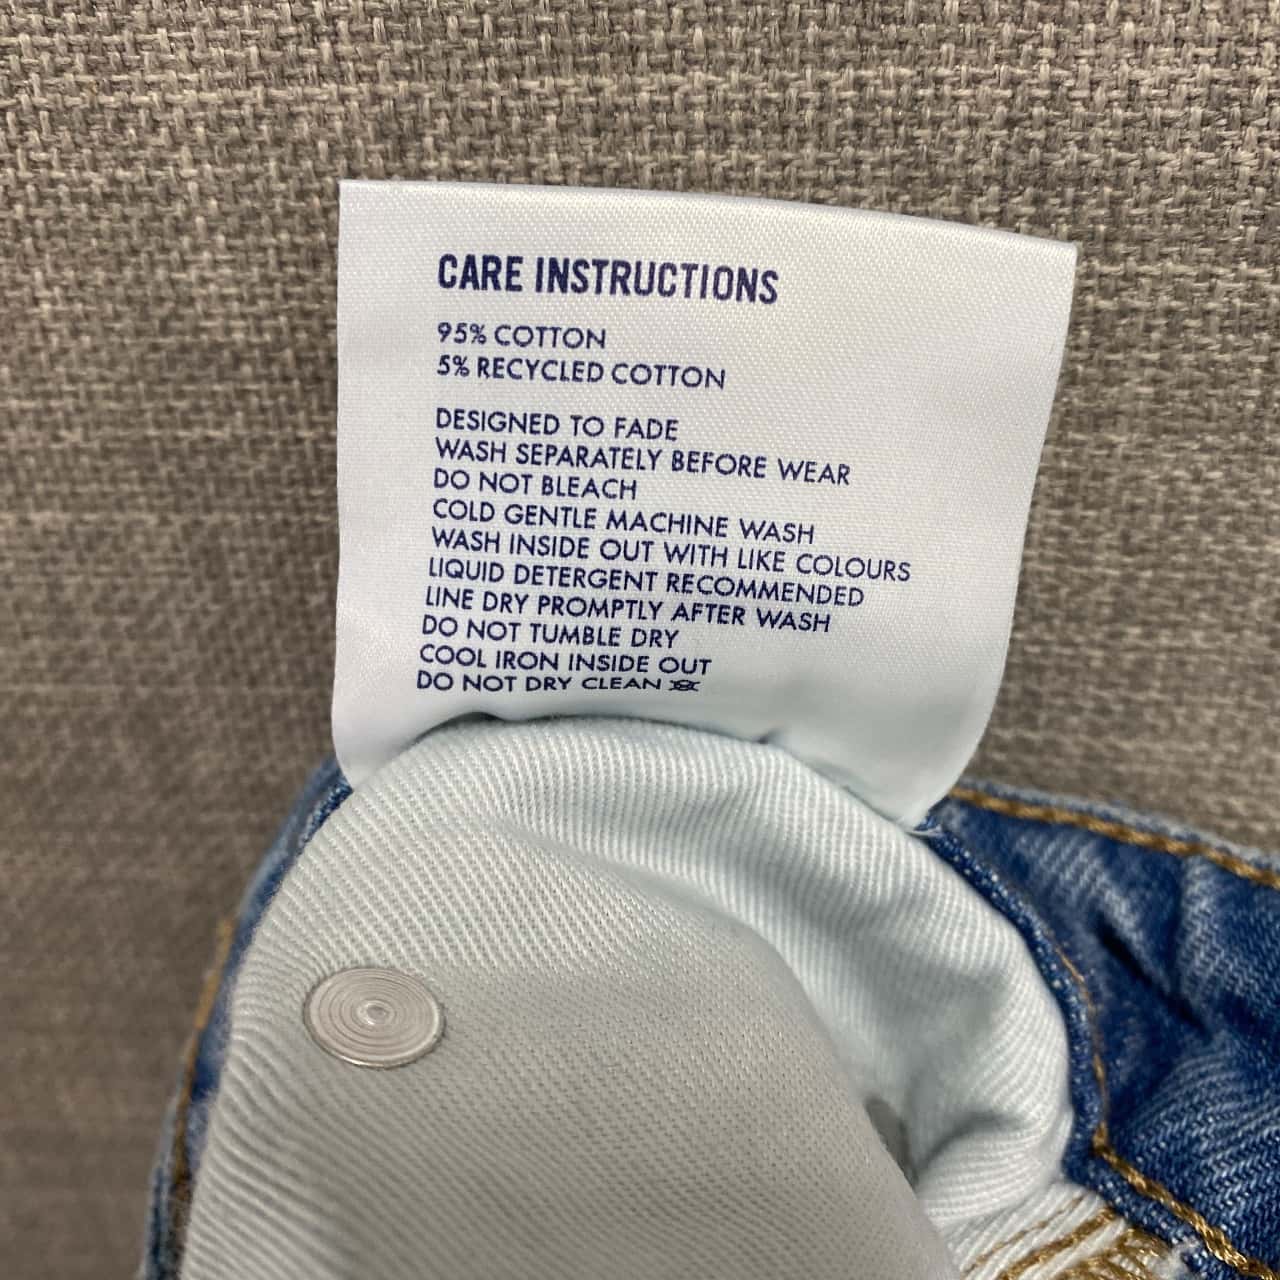 CARE INSTRUCTIONS
95% COTTON
5% RECYCLED COTTON
DESIGNED TO FADE
WASH SEPARATELY BEFORE WEAR
DO NOT BLEACH
COLD GENTLE MACHINE WASH
WASH INSIDE OUT WITH LIKE COLOURS
LIQUID DETERGENT RECOMMENDED
LINE DRY PROMPTLY AFTER WASH
DO NOT TUMBLE DRY
COOL IRON INSIDE OUT
DO NOT DRY CLEAN